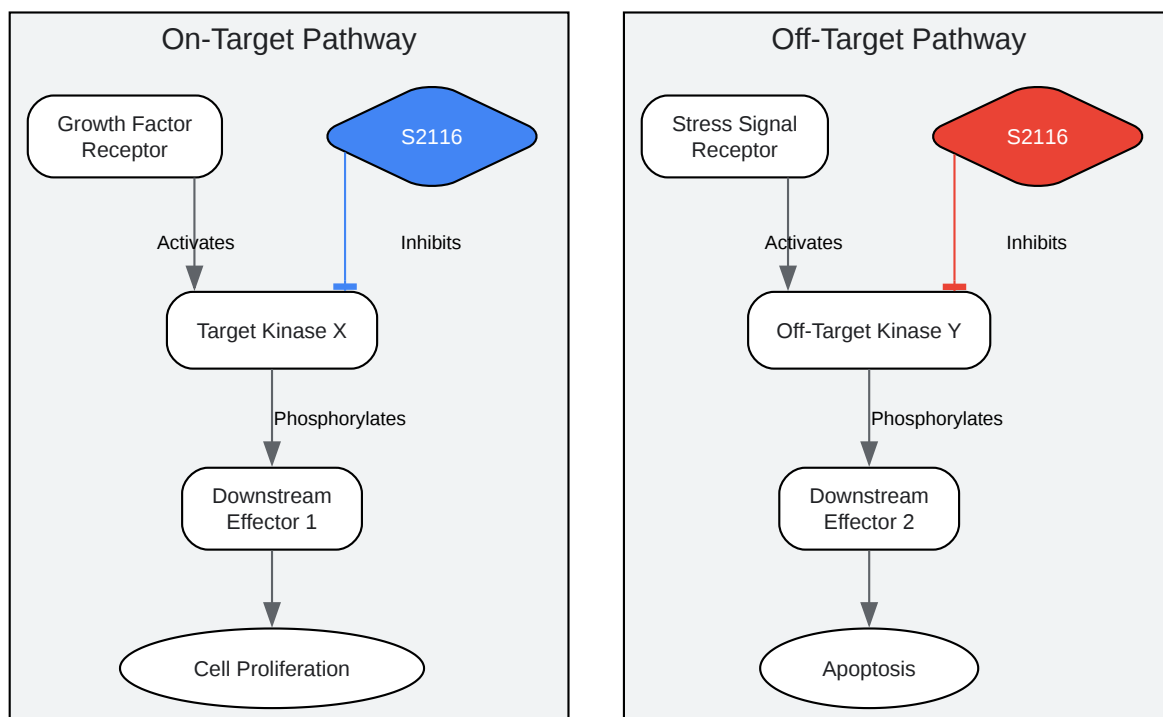 On-Target Pathway
Growth Factor
Receptor
S2116
Activates
Inhibits
Target Kinase X
Phosphorylates
Downstream
Effector 1
Cell Proliferation
Off-Target Pathway
Stress Signal
Receptor
S2116
Activates
Inhibits
Off-Target Kinase Y
Phosphorylates
Downstream
Effector 2
Apoptosis